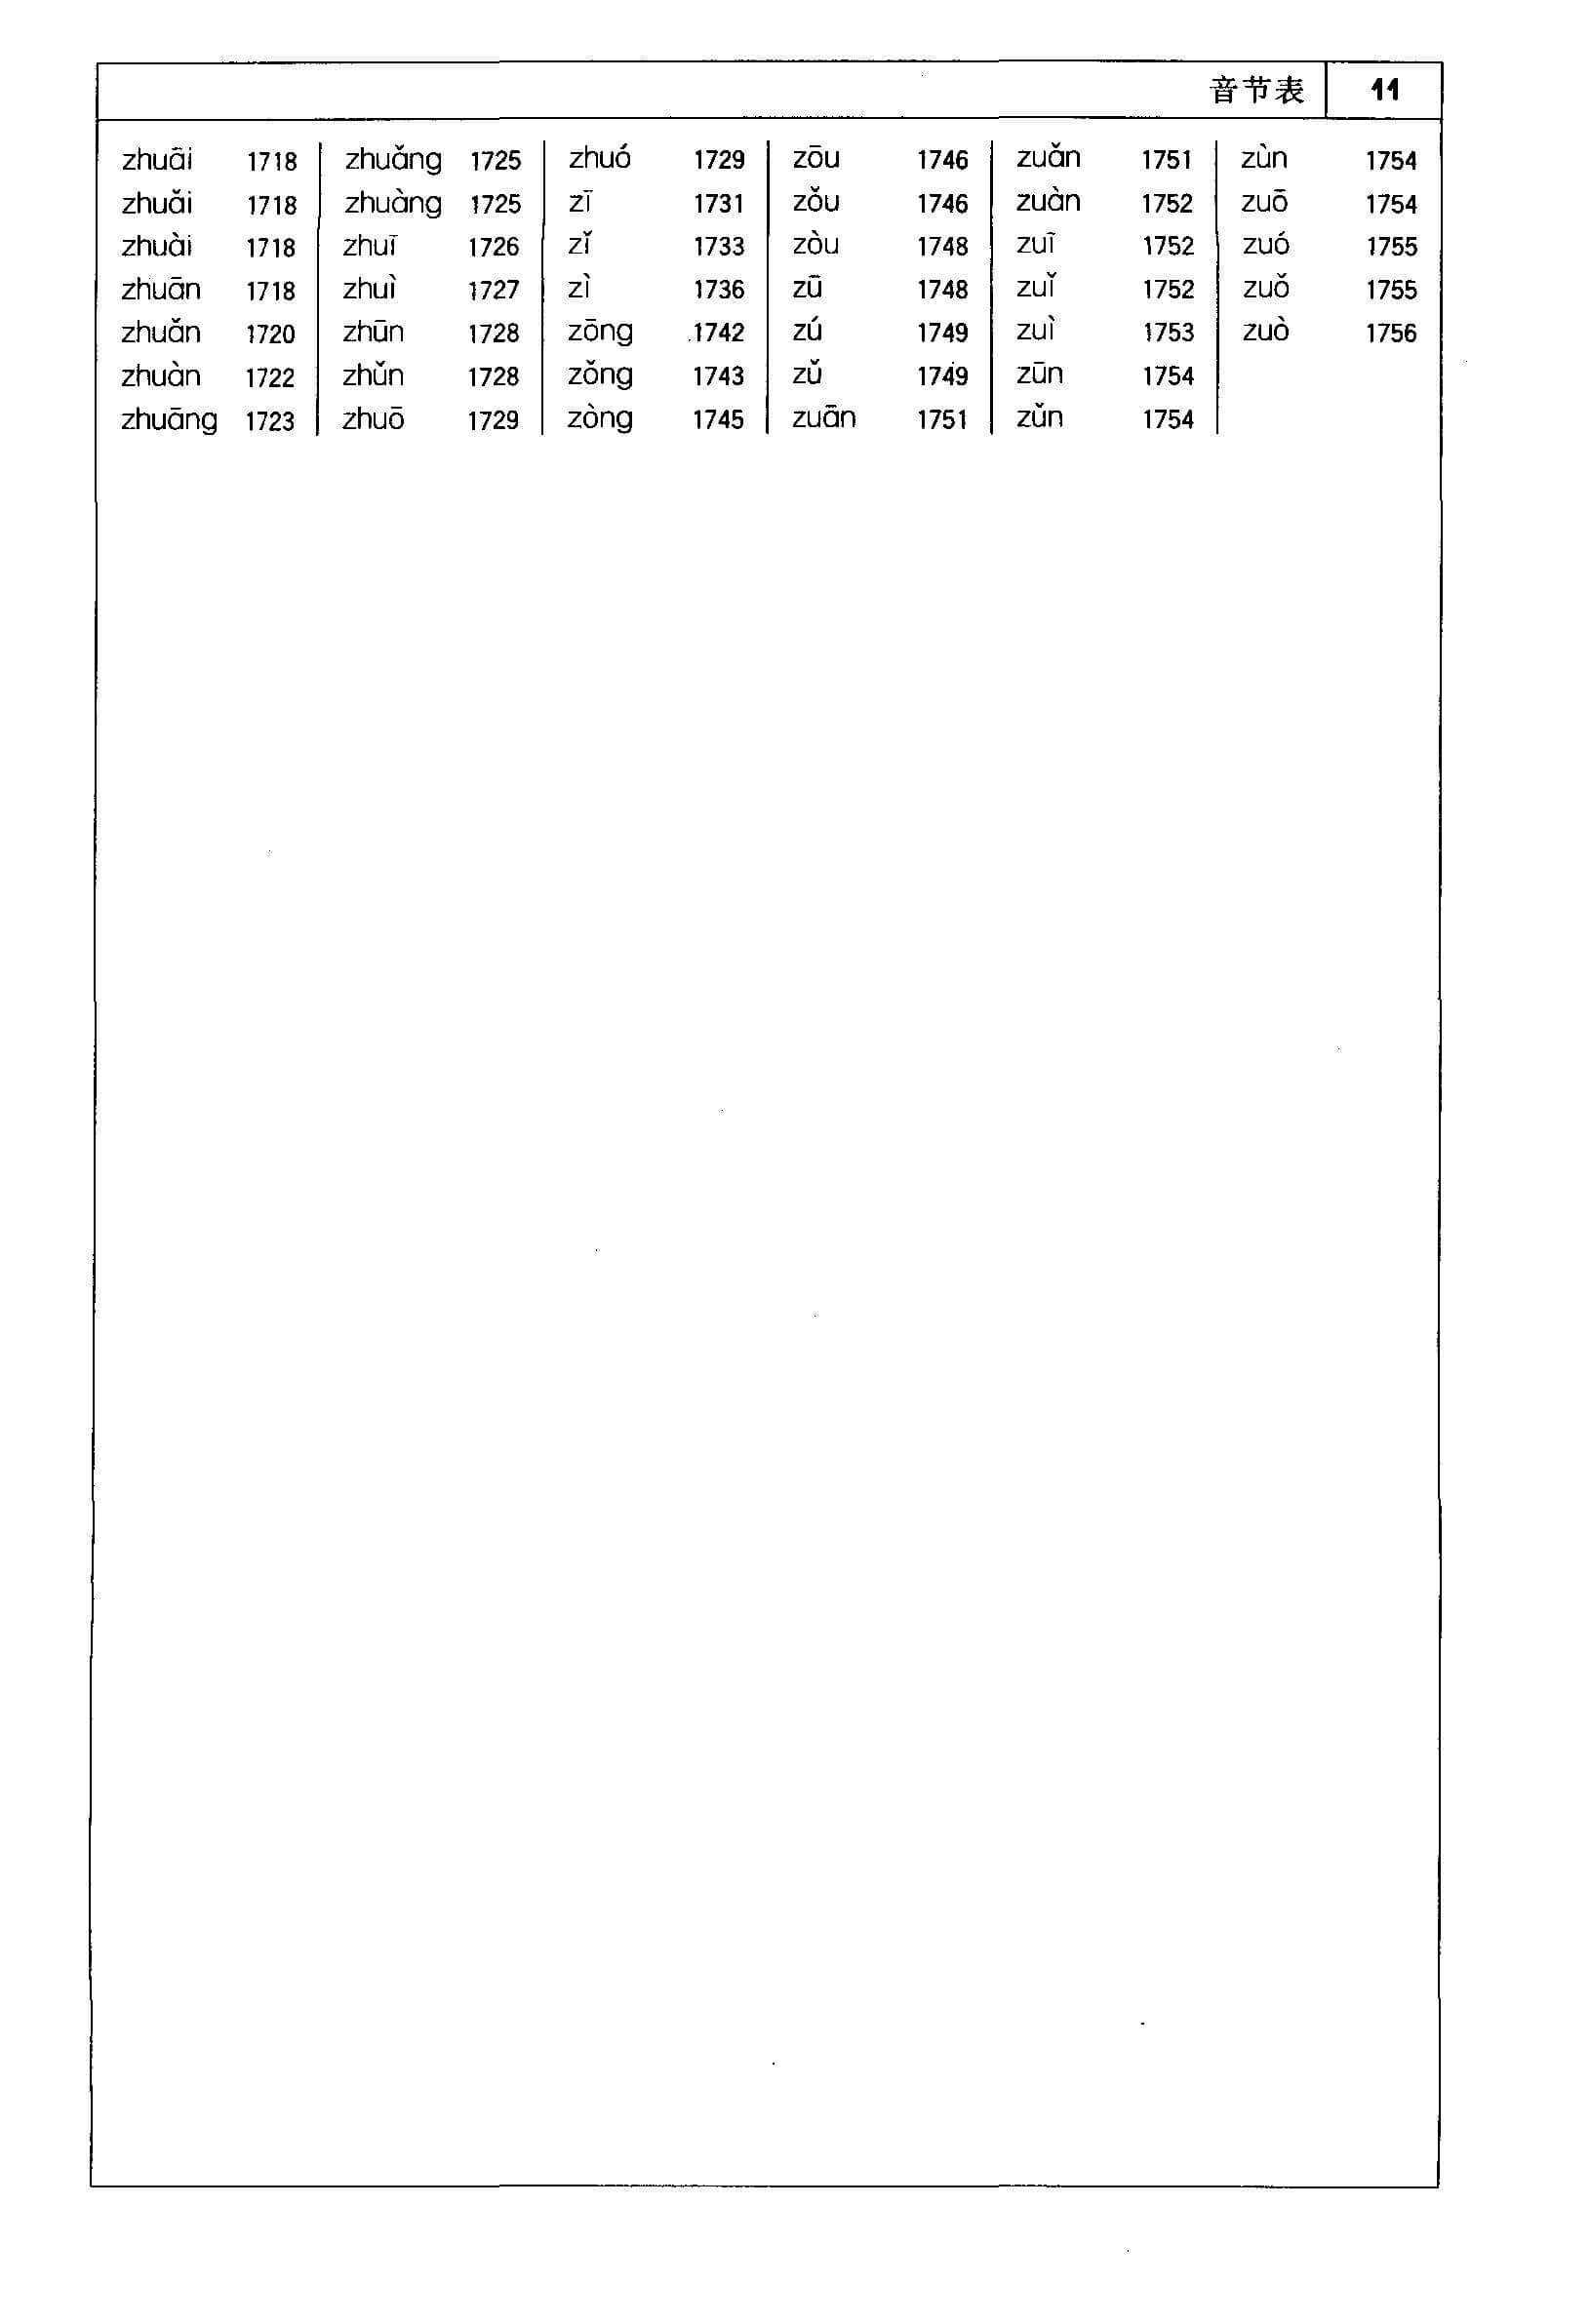 音节表 11
zhuāi 1718
zhuǎi 1718
zhuài 1718
zhuān 1718
zhuǎn 1720
zhuàn 1722
zhuāng 1723
zhuǎng 1725
zhuàng 1725
zhuī 1726
zhuì 1727
zhūn 1728
zhǔn 1728
zhuō 1729
zhuó 1729
zī 1731
zǐ 1733
zì 1736
zōng 1742
zǒng 1743
zòng 1745
zōu 1746
zǒu 1746
zòu 1748
zū 1748
zú 1749
zǔ 1749
zuān 1751
zuǎn 1751
zuàn 1752
zuī 1752
zuǐ 1752
zuì 1753
zūn 1754
zǔn 1754
zùn 1754
zuō 1754
zuó 1755
zuǒ 1755
zuò 1756